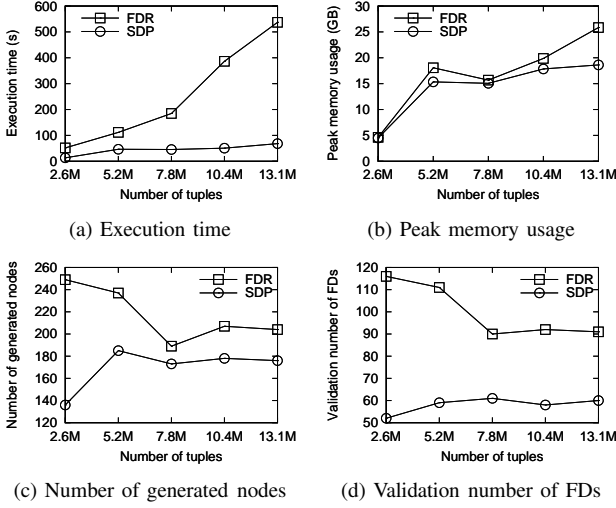 Execution time (s)
600
500
400
300
200
100
0
FDR
SDP
2.6M 5.2M 7.8M 10.4M 13.1M
Number of tuples
(a) Execution time
Peak memory usage (GB)
30
25
20
15
10
5
0
FDR
SDP
2.6M 5.2M 7.8M 10.4M 13.1M
Number of tuples
(b) Peak memory usage
Number of generated nodes
260
240
220
200
180
160
140
120
FDR
SDP
2.6M 5.2M 7.8M 10.4M 13.1M
Number of tuples
(c) Number of generated nodes
Validation number of FDs
120
110
100
90
80
70
60
50
FDR
SDP
2.6M 5.2M 7.8M 10.4M 13.1M
Number of tuples
(d) Validation number of FDs